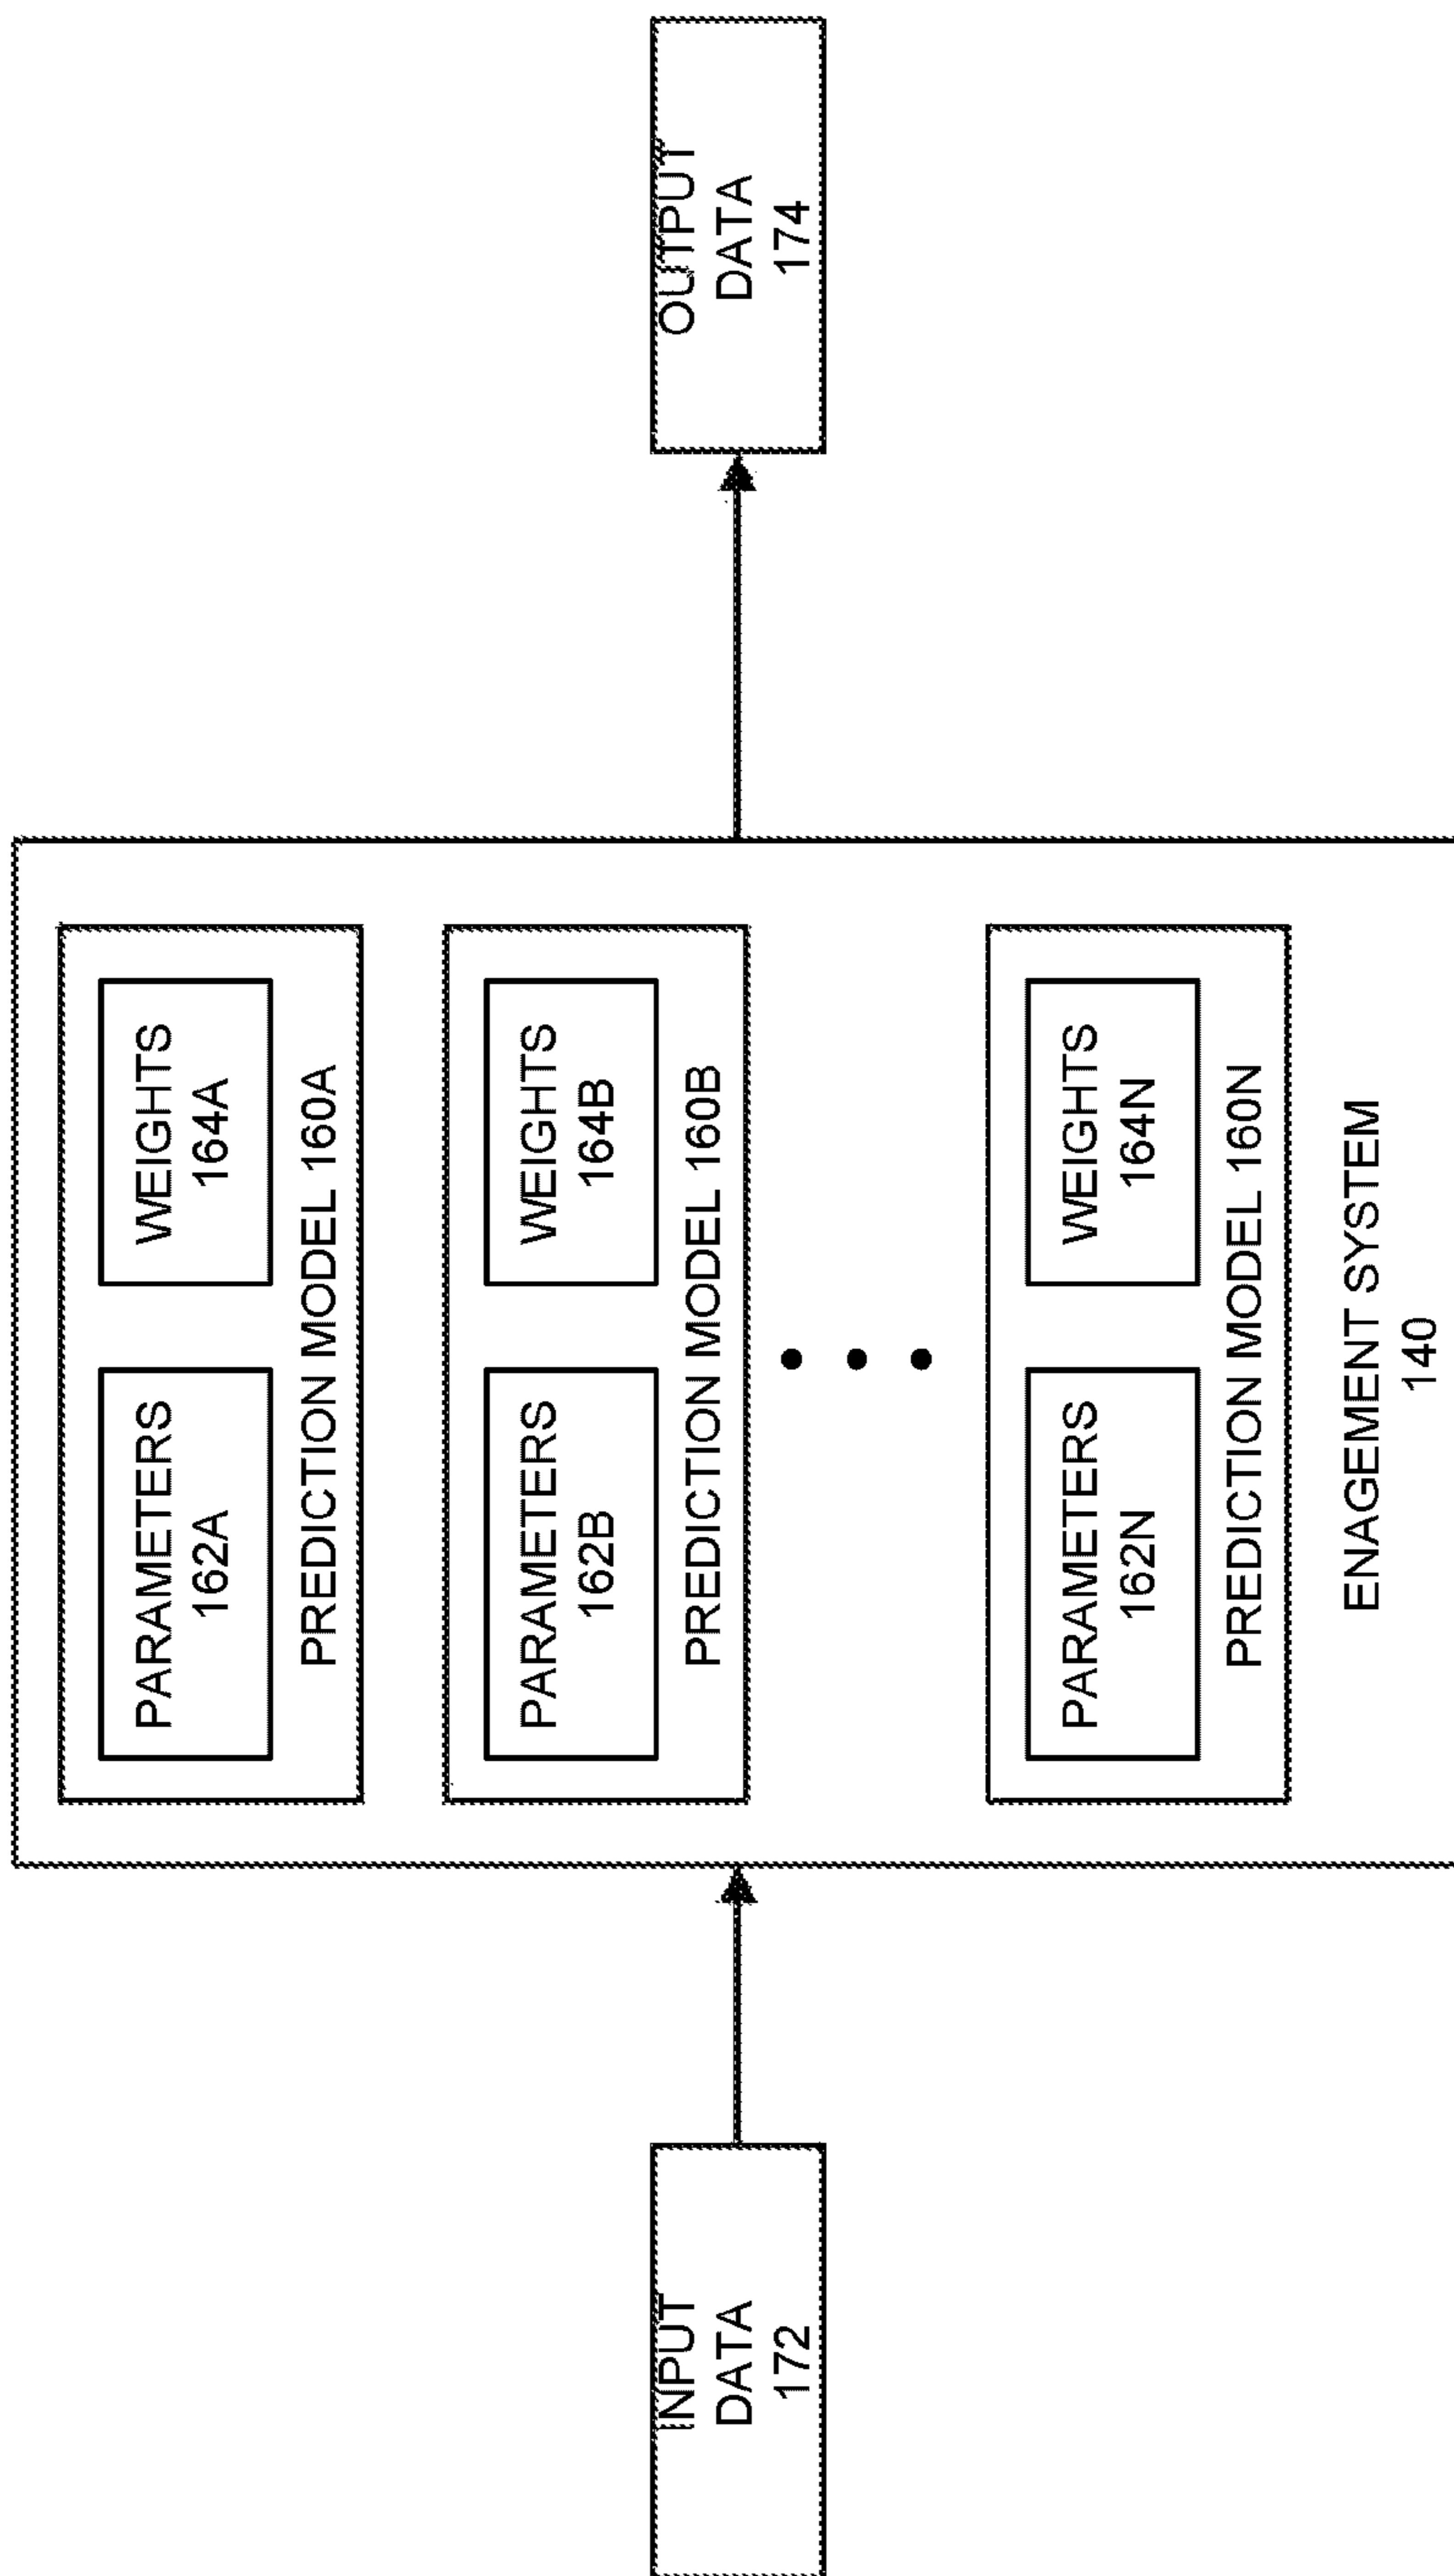 INPUT
DATA
172
PARAMETERS
162A
WEIGHTS
164A
PREDICTION MODEL 160A
PARAMETERS
162B
WEIGHTS
164B
PREDICTION MODEL 160B
PARAMETERS
162N
WEIGHTS
164N
PREDICTION MODEL 160N
ENAGEMENT SYSTEM
140
OUTPUT
DATA
174